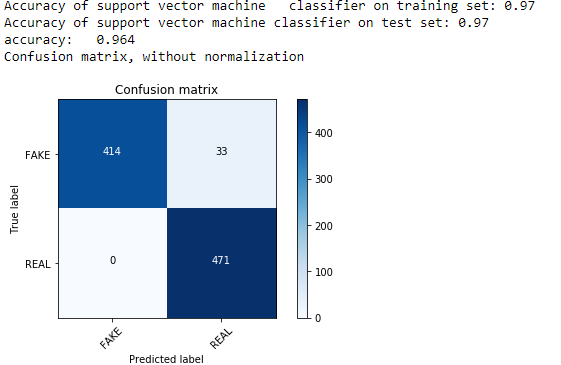 Accuracy of support vector machine   classifier on training set: 0.97
Accuracy of support vector machine classifier on test set: 0.97
accuracy:   0.964
Confusion matrix, without normalization
Confusion matrix
True label
FAKE
414
33
REAL
0
471
FAKE
REAL
Predicted label
400
300
200
100
0